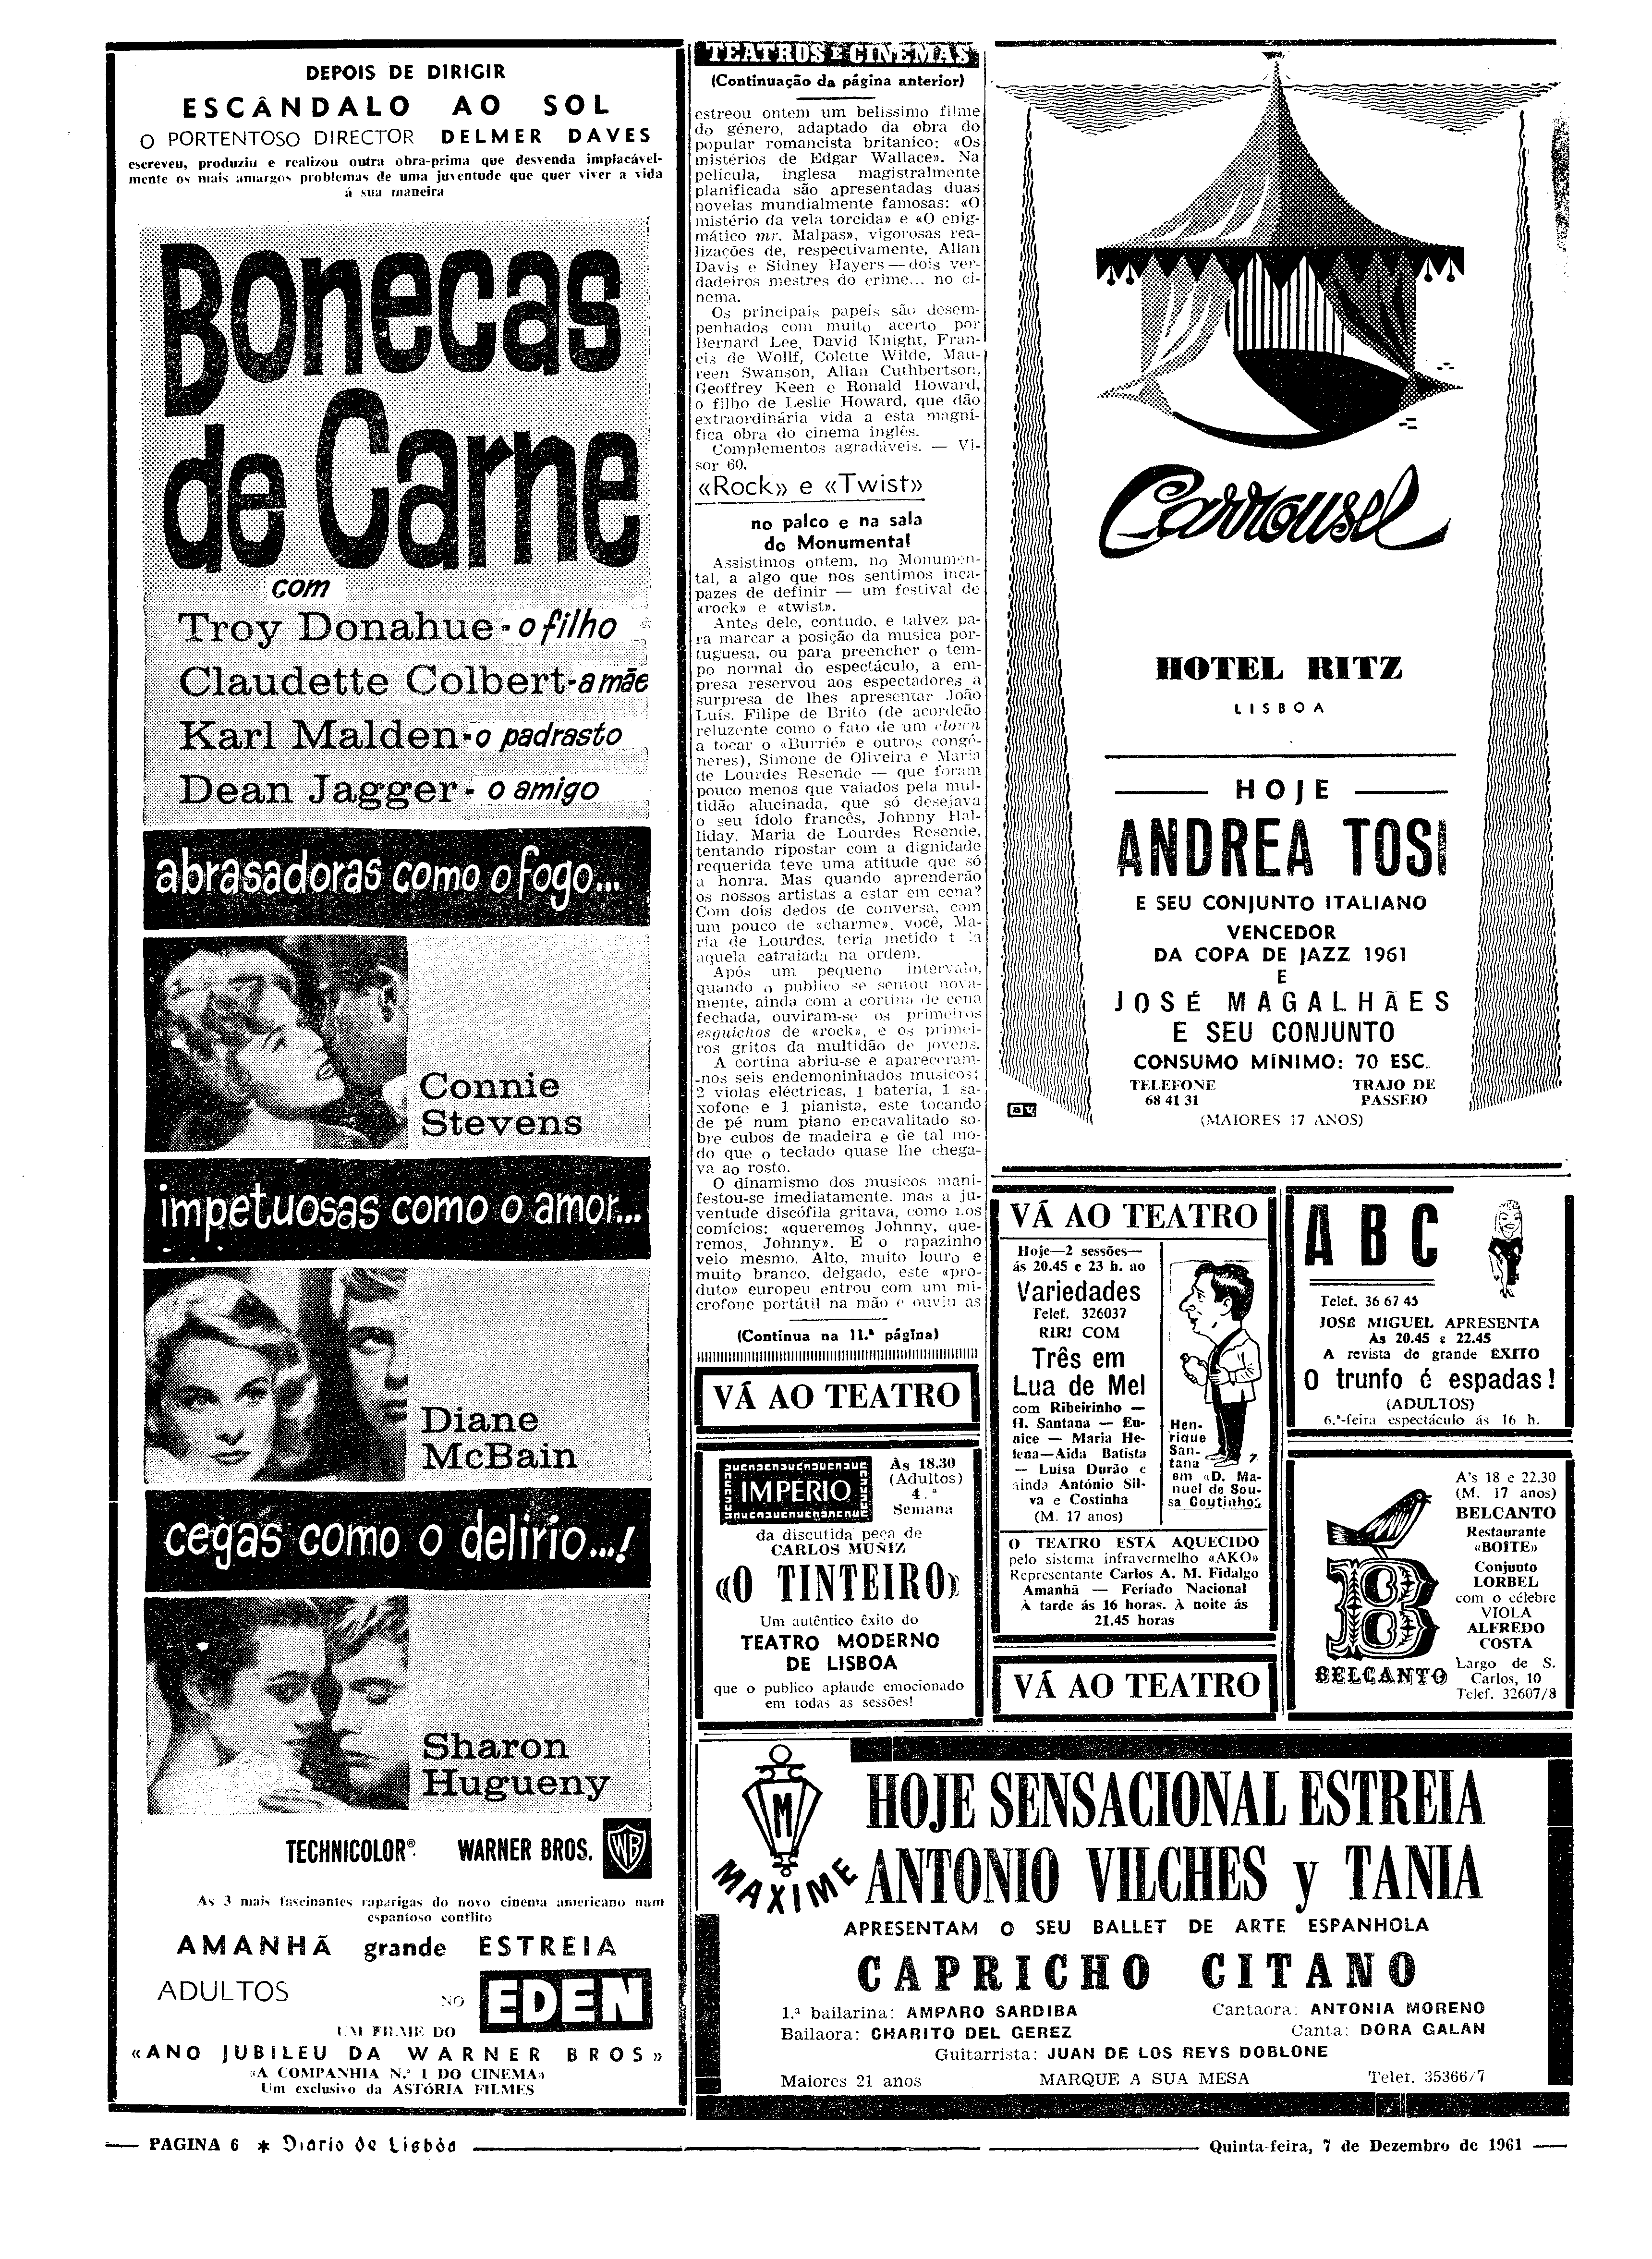 DEPOIS DE DIRIGIR
ESCÂNDALO AO SOL
O PORTENTOSO DIRECTOR DELMER DAVES
escreveu, produziu e realizou outra obra-prima que desvenda implacável-
mente os mais amargos problemas de uma juventude que quer viver a vida
á sua maneira
Bonecas
de Carne
com
Troy Donahue - o filho
Claudette Colbert - a mãe
Karl Malden - o padrasto
Dean Jagger - o amigo
abrasadoras como o fogo...
Connie
Stevens
impetuosas como o amor...
Diane
McBain
cegas como o delirio...!
Sharon
Hugueny
TECHNICOLOR® WARNER BROS. WB
As 3 mais fascinantes raparigas do novo cinema americano num
espantoso conflito
AMANHÃ grande ESTREIA
ADULTOS NO EDEN
UM FILME DO
«ANO JUBILEU DA WARNER BROS»
«A COMPANHIA N.º 1 DO CINEMA»
Um exclusivo da ASTÓRIA FILMES
TEATROS E CINEMAS
(Continuação da página anterior)
estreou ontem um belissimo filme
do género, adaptado da obra do
popular romancista britanico: «Os
mistérios de Edgar Wallace». Na
película, inglesa magistralmente
planificada são apresentadas duas
novelas mundialmente famosas: «O
mistério da vela torcida» e «O enig-
mático mr. Malpas», vigorosas rea-
lizações de, respectivamente, Allan
Davis e Sidney Hayers — dois ver-
dadeiros mestres do crime... no ci-
nema.
Os principais papeis são desem-
penhados com muito acerto por
Bernard Lee, David Knight, Fran-
cis de Wollf, Colette Wilde, Mau-
reen Swanson, Allan Cuthbertson,
Geoffrey Keen e Ronald Howard,
o filho de Leslie Howard, que dão
extraordinária vida a esta magní-
fica obra do cinema inglês.
Complementos agradáveis. — Vi-
sor 60.
«Rock» e «Twist»
no palco e na sala
do Monumental
Assistimos ontem, no Monumen-
tal, a algo que nos sentimos inca-
pazes de definir — um festival de
«rock» e «twist».
Antes dele, contudo, e talvez pa-
ra marcar a posição da musica por-
tuguesa, ou para preencher o tem-
po normal do espectáculo, a em-
presa reservou aos espectadores a
surpresa de lhes apresentar João
Luís, Filipe de Brito (de acordeão
reluzente como o fato de um clown
a tocar o «Burrié» e outros congé-
neres), Simone de Oliveira e Maria
de Lourdes Resende — que foram
pouco menos que vaiados pela mul-
tidão alucinada, que só desejava
o seu ídolo francês, Johnny Hal-
liday. Maria de Lourdes Resende,
tentando ripostar com a dignidade
requerida teve uma atitude que só
a honra. Mas quando aprenderão
os nossos artistas a estar em cena?
Com dois dedos de conversa, com
um pouco de «charme», você, Ma-
ria de Lourdes, teria metido
aquela catraiada na ordem.
Após um pequeno intervalo,
quando o publico se sentou nova-
mente, ainda com a cortina de cena
fechada, ouviram-se os primeiros
esguichos de «rock», e os primei-
ros gritos da multidão de jovens.
A cortina abriu-se e apareceram-
-nos seis endemoninhados musicos:
2 violas eléctricas, 1 bateria, 1 sa-
xofone e 1 pianista, este tocando
de pé num piano encavalitado so-
bre cubos de madeira e de tal mo-
do que o teclado quase lhe chega-
va ao rosto.
O dinamismo dos musicos mani-
festou-se imediatamente, mas a ju-
ventude discófila gritava, como nos
comícios: «queremos Johnny, que-
remos, Johnny». E o rapazinho
veio mesmo. Alto, muito louro e
muito branco, delgado, este «pro-
duto» europeu entrou com um mi-
crofone portátil na mão e ouviu as
(Continua na 11.ª página)
VÁ AO TEATRO
IMPERIO
Às 18.30
(Adultos)
4.ª
Semana
da discutida peça de
CARLOS MUÑIZ
«O TINTEIRO»
Um autêntico êxito do
TEATRO MODERNO
DE LISBOA
que o publico aplaude emocionado
em todas as sessões!
Carrousel
HOTEL RITZ
LISBOA
HOJE
ANDREA TOSI
E SEU CONJUNTO ITALIANO
VENCEDOR
DA COPA DE JAZZ 1961
E
JOSÉ MAGALHÃES
E SEU CONJUNTO
CONSUMO MÍNIMO: 70 ESC.
TELEFONE
68 41 31
TRAJO DE
PASSEIO
(MAIORES 17 ANOS)
VÁ AO TEATRO
Hoje—2 sessões—
ás 20.45 e 23 h. ao
Variedades
Telef. 326037
RIR! COM
Três em
Lua de Mel
com Ribeirinho —
H. Santana — Eu-
nice — Maria He-
lena—Aida Batista
— Luisa Durão e
ainda António Sil-
va e Costinha
(M. 17 anos)
Hen-
rique
San-
tana
em «D. Ma-
nuel de Sou-
sa Coutinho»
O TEATRO ESTÁ AQUECIDO
pelo sistema infravermelho «AKO»
Representante Carlos A. M. Fidalgo
Amanhã — Feriado Nacional
À tarde ás 16 horas. À noite ás
21.45 horas
VÁ AO TEATRO
ABC
Telef. 36 67 45
JOSÉ MIGUEL APRESENTA
Às 20.45 e 22.45
A revista de grande EXITO
O trunfo é espadas!
(ADULTOS)
6.ª-feira espectáculo ás 16 h.
A's 18 e 22.30
(M. 17 anos)
BELCANTO
Restaurante
«BOITE»
Conjunto
LORBEL
com o célebre
VIOLA
ALFREDO
COSTA
Largo de S.
Carlos, 10
Telef. 32607/8
B
BELCANTO
M
MAXIME
HOJE SENSACIONAL ESTREIA
ANTONIO VILCHES y TANIA
APRESENTAM O SEU BALLET DE ARTE ESPANHOLA
CAPRICHO CITANO
1.ª bailarina: AMPARO SARDIBA Cantaora: ANTONIA MORENO
Bailaora: CHARITO DEL GEREZ Canta: DORA GALAN
Guitarrista: JUAN DE LOS REYS DOBLONE
Maiores 21 anos MARQUE A SUA MESA Telef. 35366/7
PAGINA 6 * Diario de Lisbôa Quinta-feira, 7 de Dezembro de 1961